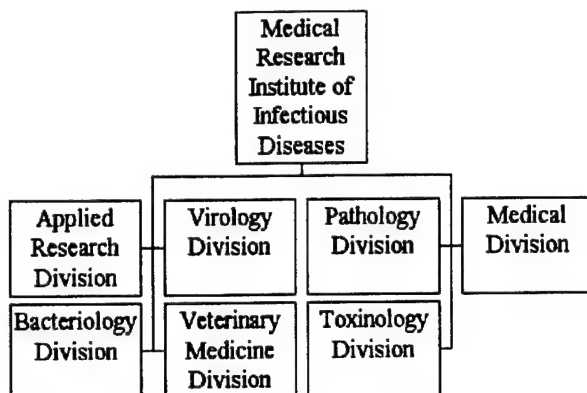 Medical
Research
Institute of
Infectious
Diseases
Applied
Research
Division
Virology
Division
Pathology
Division
Medical
Division
Bacteriology
Division
Veterinary
Medicine
Division
Toxinology
Division